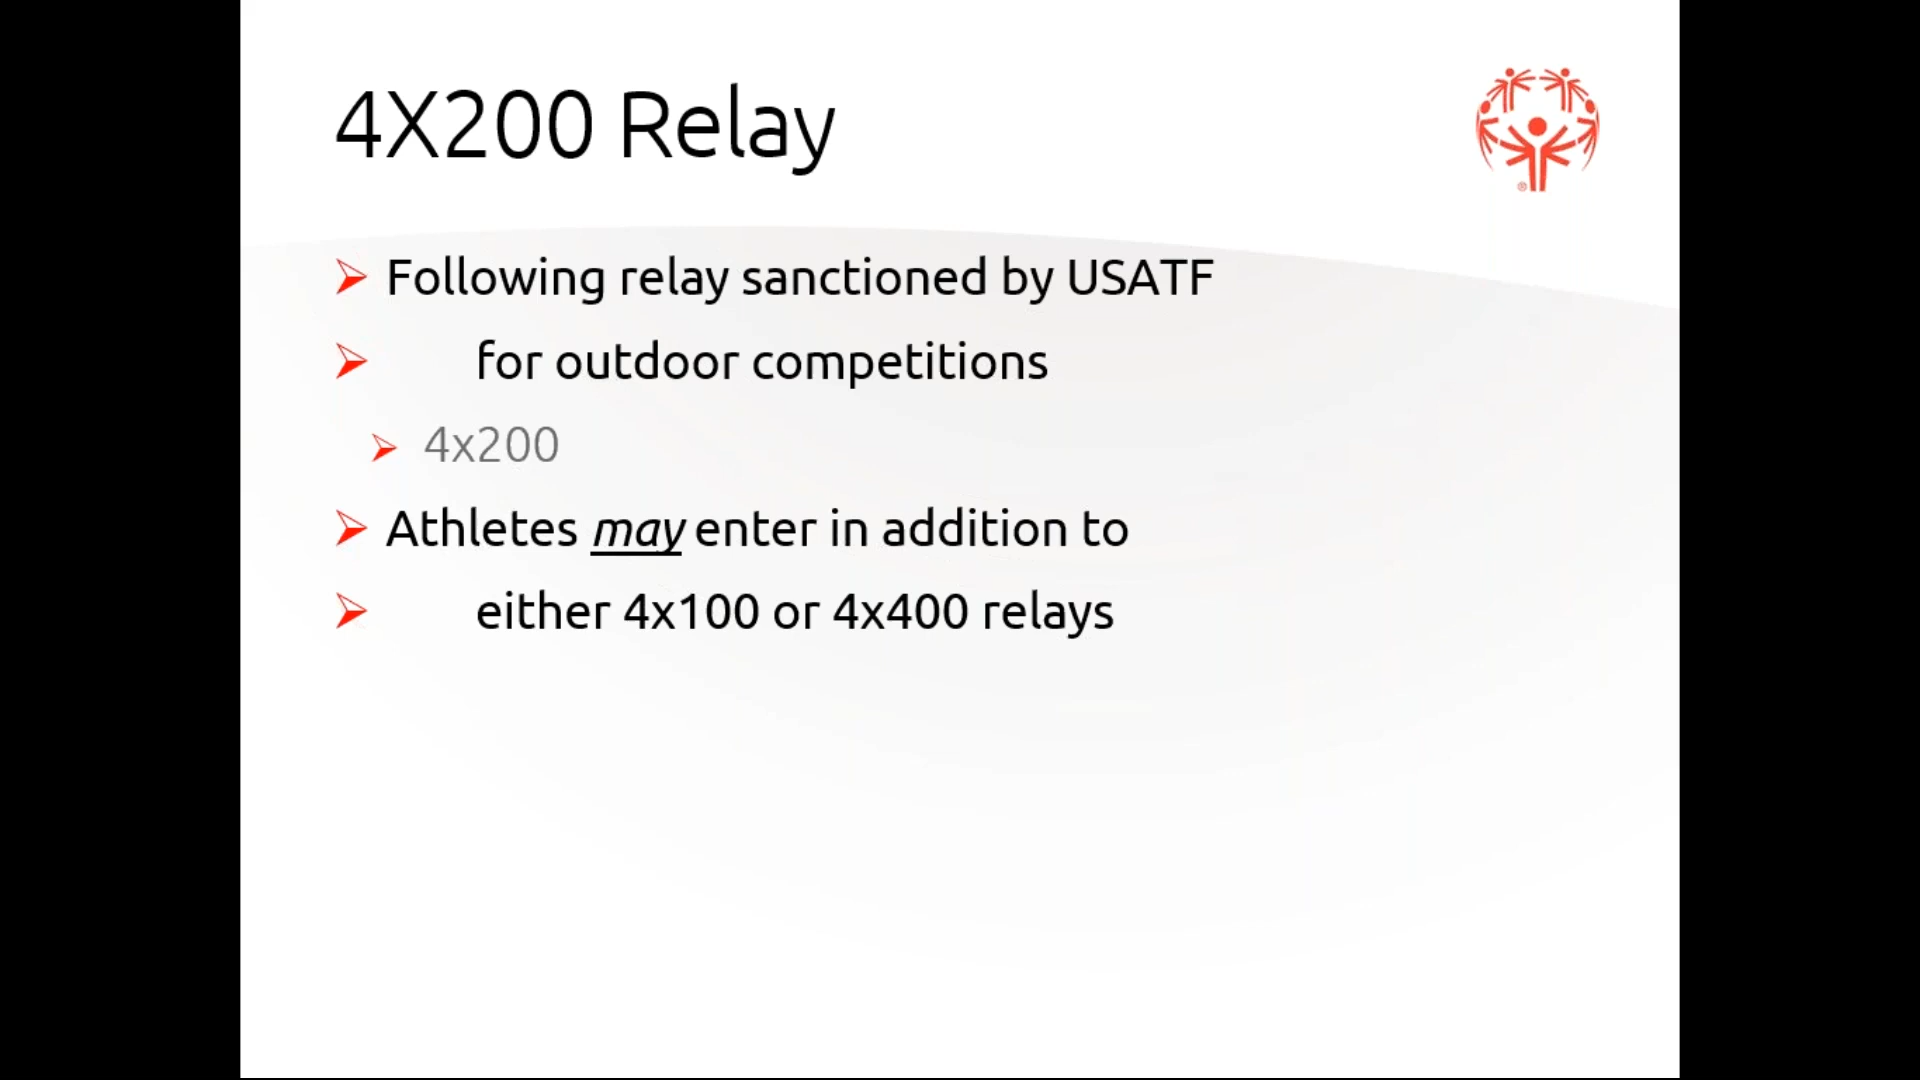 4X200 Relay
Following relay sanctioned by USATF
for outdoor competitions
4x200
Athletes may enter in addition to
either 4x100 or 4x400 relays
®